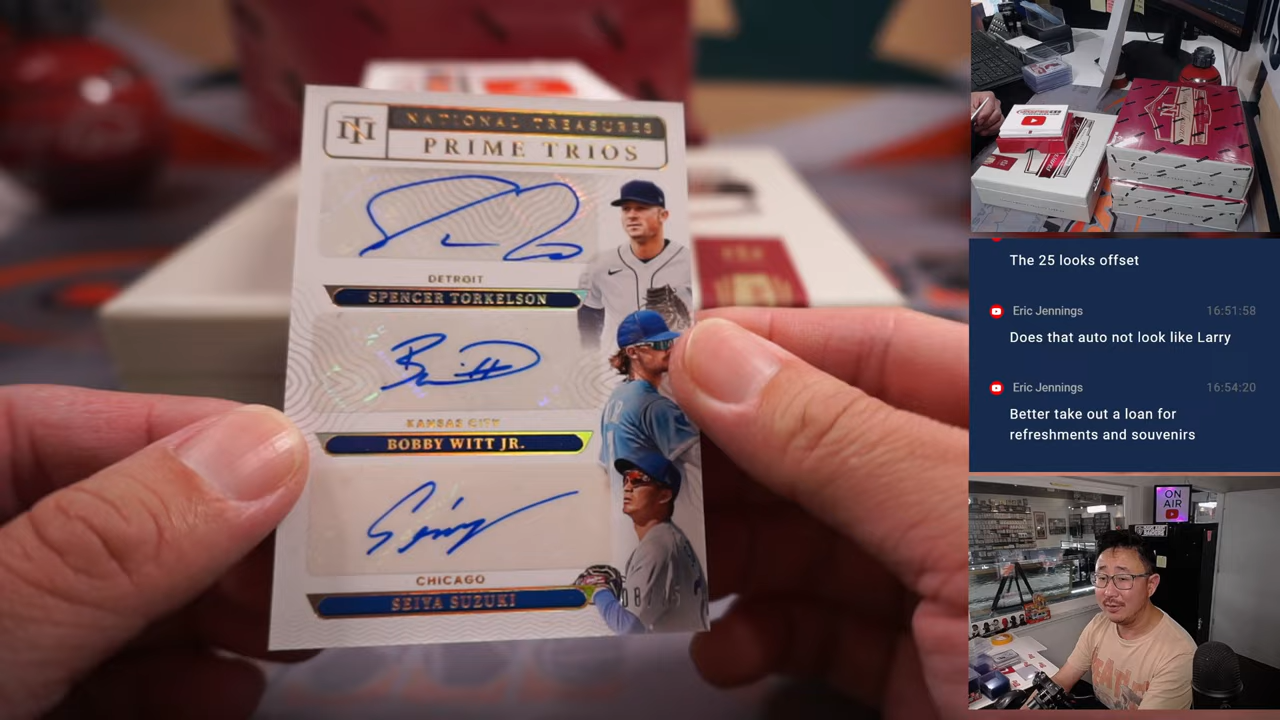 NATIONAL TREASURES
PRIME TRIOS
DETROIT
SPENCER TORKELSON
KANSAS CITY
BOBBY WITT JR.
CHICAGO
SEIYA SUZUKI
The 25 looks offset
Eric Jennings 16:51:58
Does that auto not look like Larry
Eric Jennings 16:54:20
Better take out a loan for
refreshments and souvenirs
ON
AIR